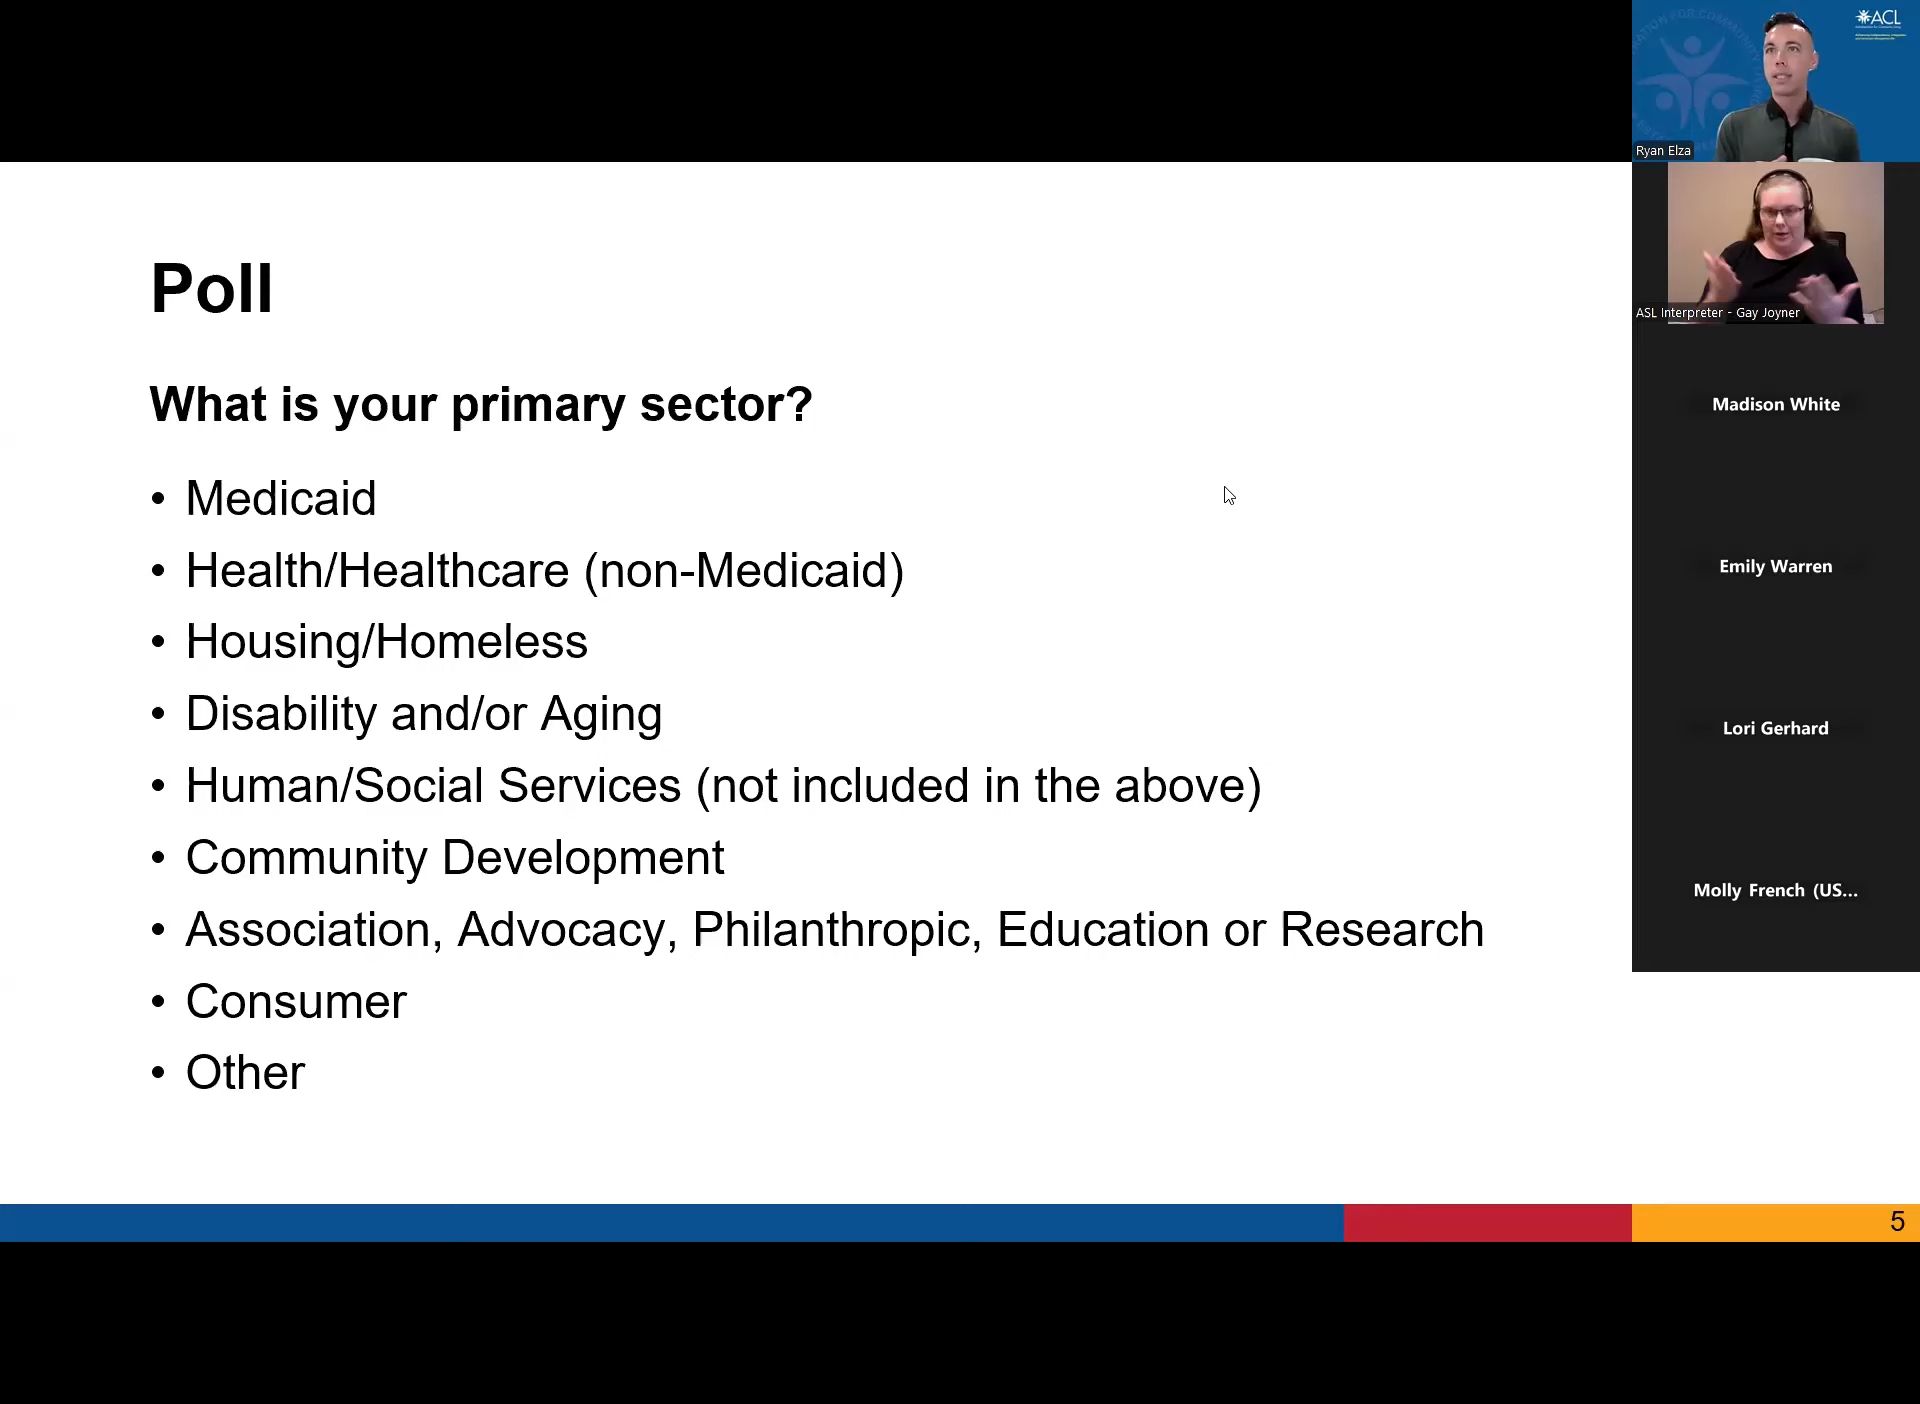 Poll
What is your primary sector?
• Medicaid
• Health/Healthcare (non-Medicaid)
• Housing/Homeless
• Disability and/or Aging
• Human/Social Services (not included in the above)
• Community Development
• Association, Advocacy, Philanthropic, Education or Research
• Consumer
• Other
5
ACL
Ryan Elza
ASL Interpreter - Gay Joyner
Madison White
Emily Warren
Lori Gerhard
Molly French (US...